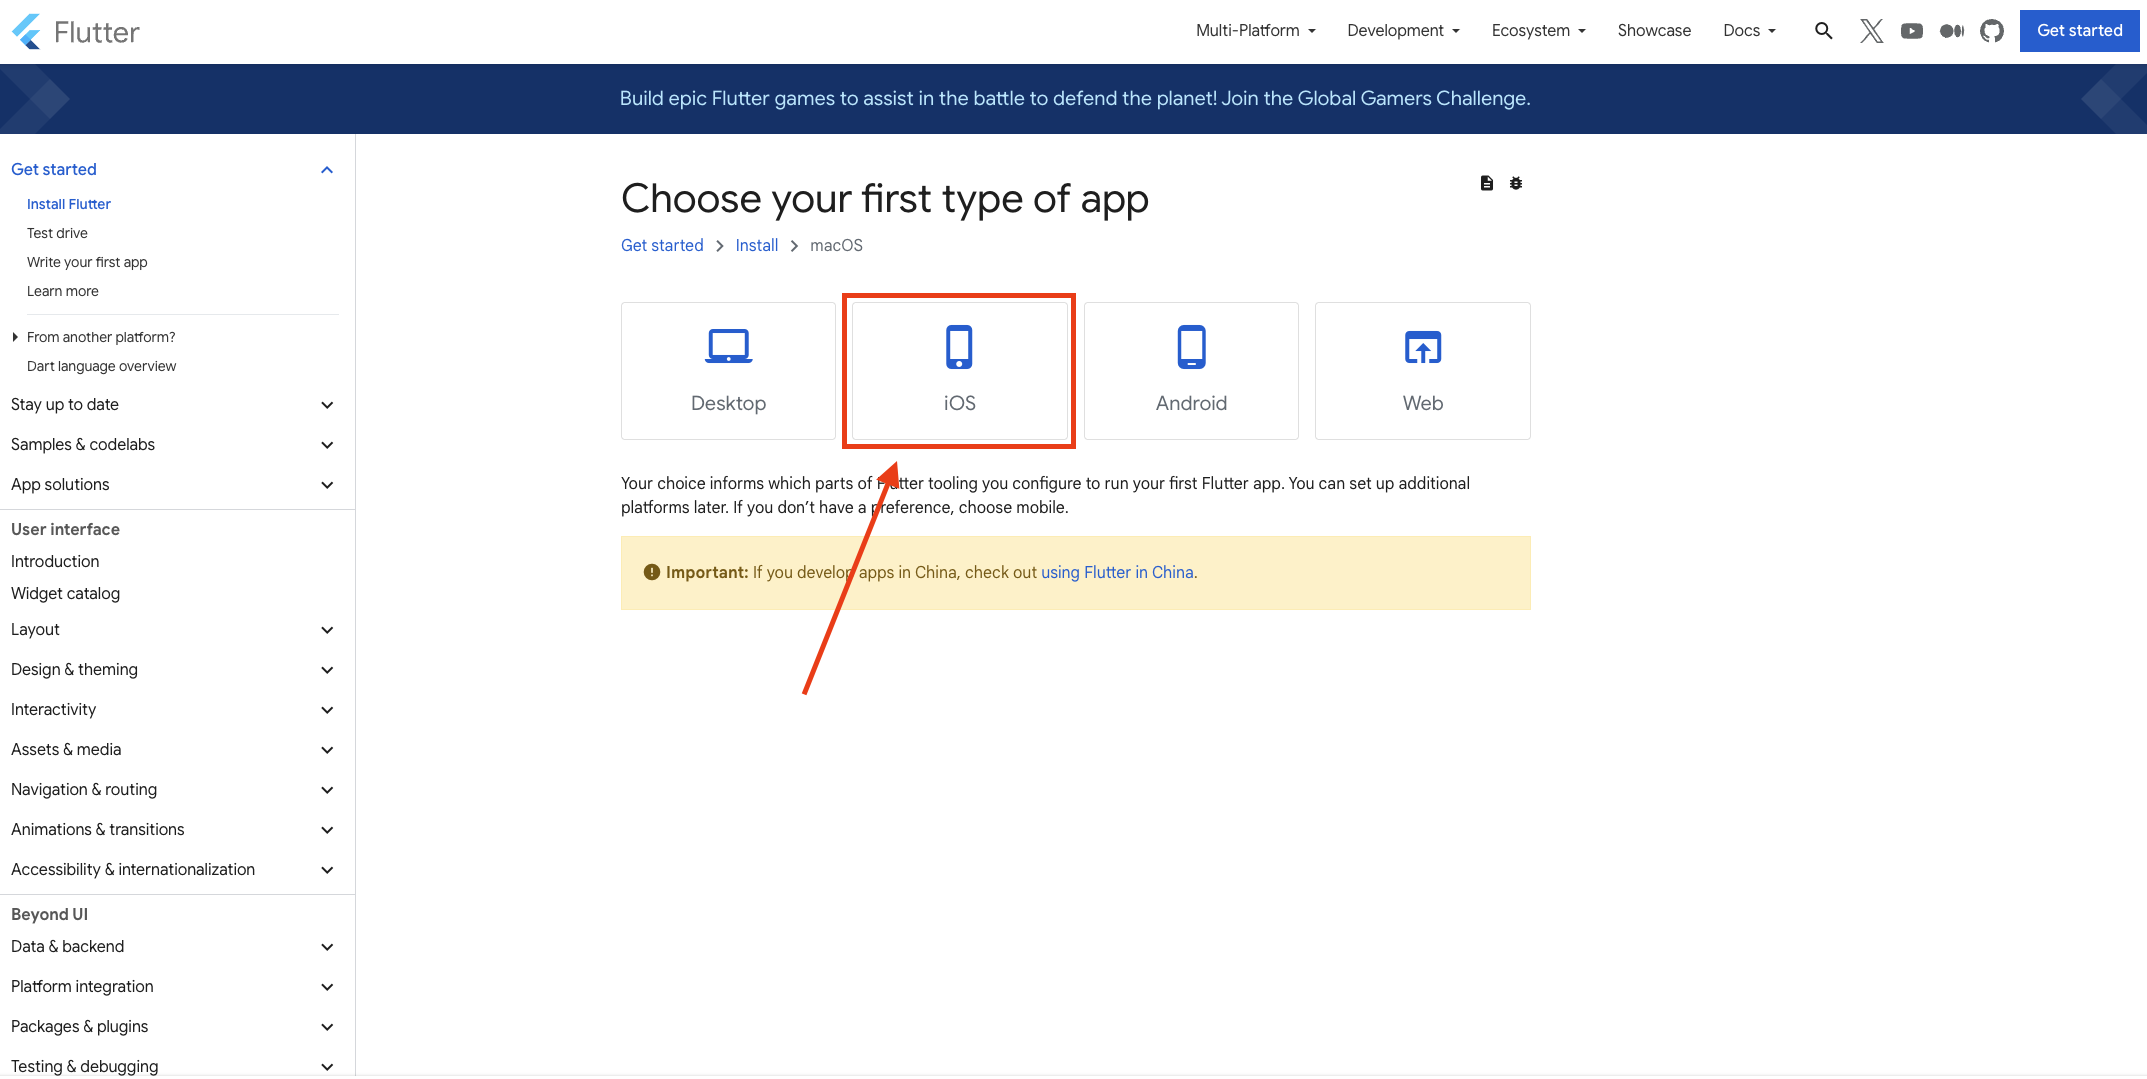 Flutter
Multi-Platform
Development
Ecosystem
Showcase
Docs
Get started
Build epic Flutter games to assist in the battle to defend the planet! Join the Global Gamers Challenge.
Get started
Install Flutter
Test drive
Write your first app
Learn more
From another platform?
Dart language overview
Stay up to date
Samples & codelabs
App solutions
User interface
Introduction
Widget catalog
Layout
Design & theming
Interactivity
Assets & media
Navigation & routing
Animations & transitions
Accessibility & internationalization
Beyond UI
Data & backend
Platform integration
Packages & plugins
Testing & debugging
Choose your first type of app
Get started > Install > macOS
Desktop
iOS
Android
Web
Your choice informs which parts of Flutter tooling you configure to run your first Flutter app. You can set up additional
platforms later. If you don’t have a preference, choose mobile.
Important: If you develop apps in China, check out using Flutter in China.